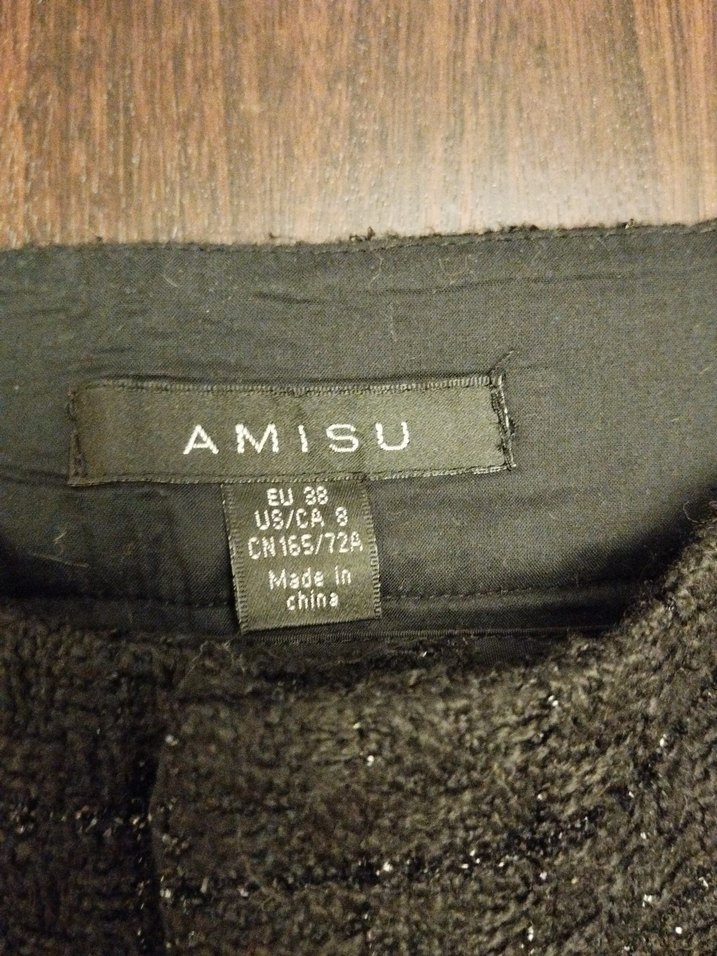 AMISU
EU 38
US/CA 8
CN165/72A
Made in
china